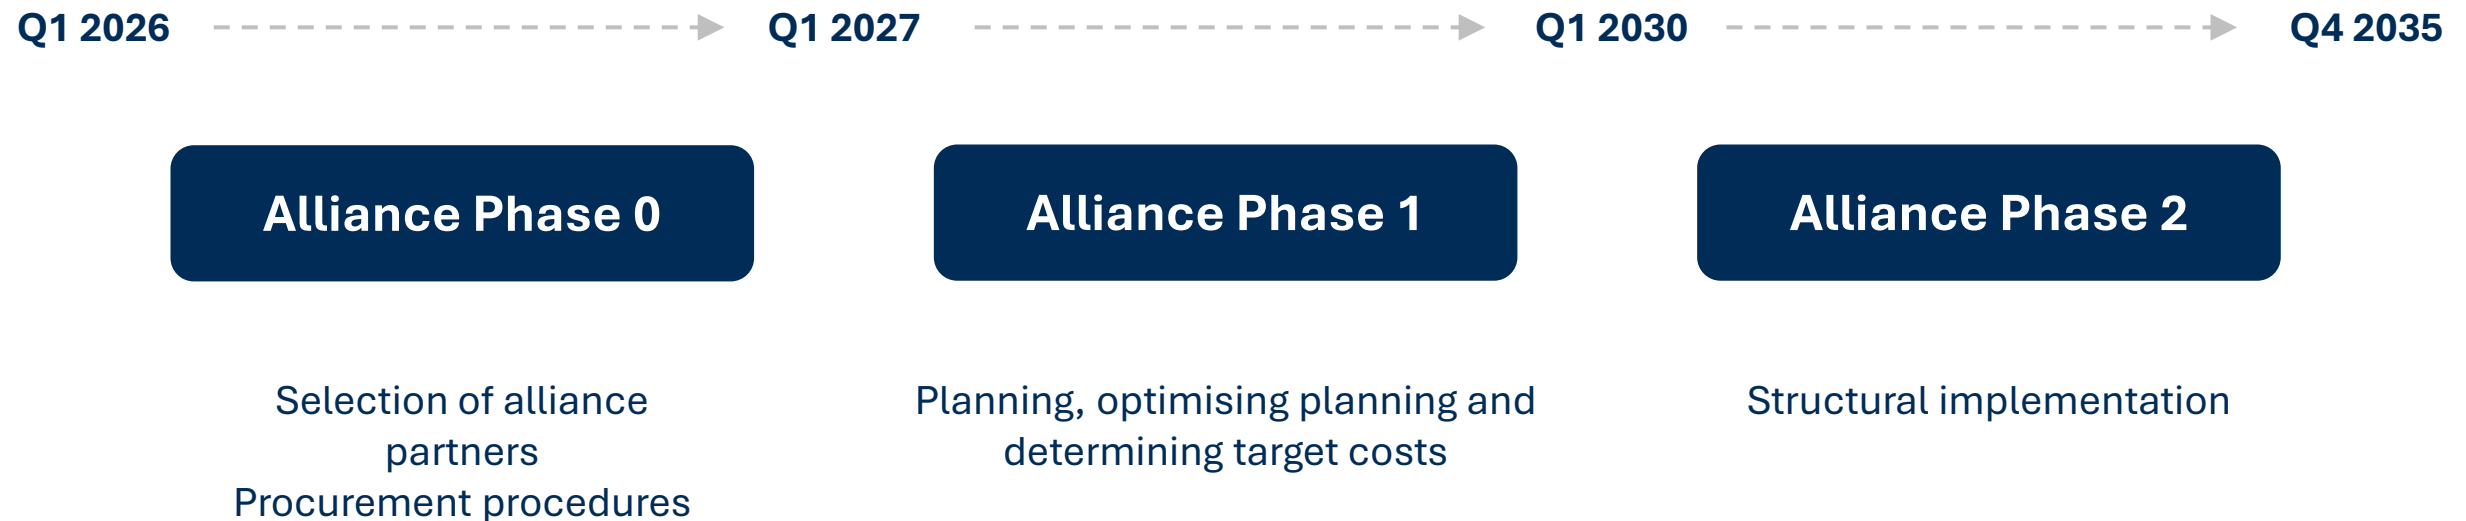 Q1 2026
Q1 2027
Q1 2030
Q4 2035
Alliance Phase 0
Alliance Phase 1
Alliance Phase 2
Selection of alliance
partners
Procurement procedures
Planning, optimising planning and
determining target costs
Structural implementation